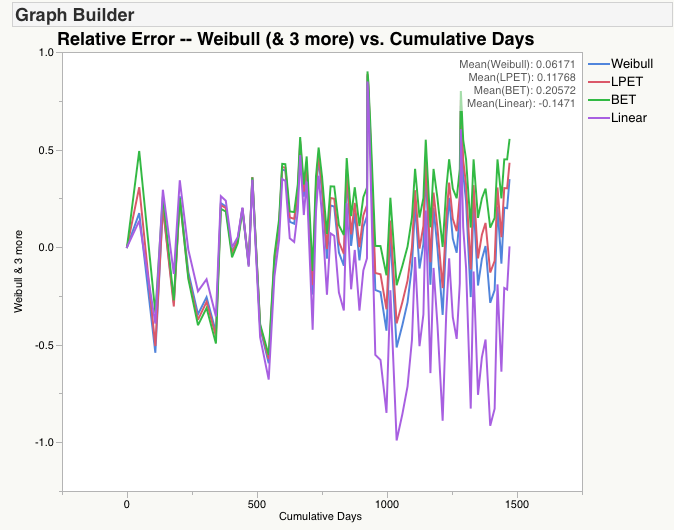 Graph Builder
Relative Error -- Weibull (& 3 more) vs. Cumulative Days
1.0
Mean(Weibull): 0.06171
Mean(LPET): 0.11768
Mean(BET): 0.20572
Mean(Linear): -0.1471
Weibull
LPET
BET
Linear
0.5
0.0
-0.5
-1.0
Weibull & 3 more
0
500
1000
1500
Cumulative Days